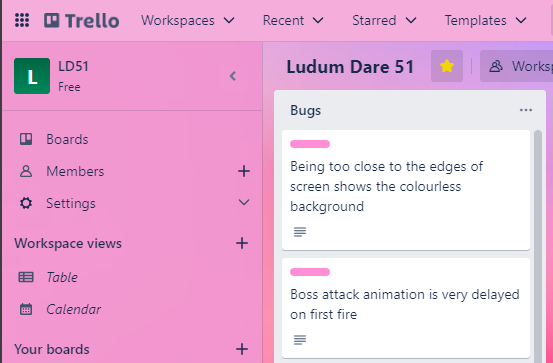 Trello
Workspaces
Recent
Starred
Templates
L
LD51
Free
Ludum Dare 51
Boards
Members
Settings
Workspace views
Table
Calendar
Your boards
Bugs
Being too close to the edges of
screen shows the colourless
background
Boss attack animation is very delayed
on first fire